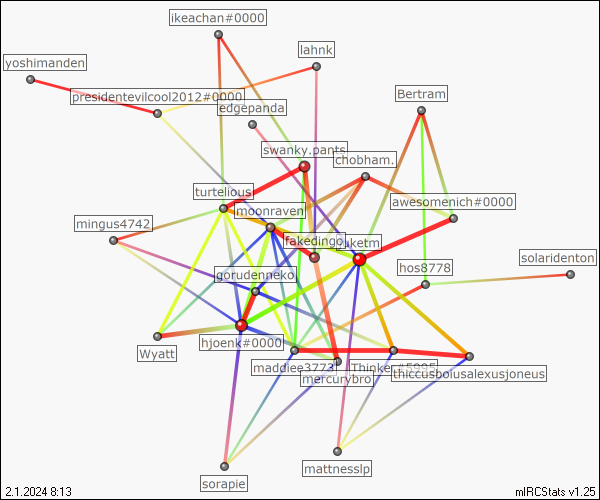 ikeachan#0000
lahnk
yoshimanden
presidentevilcool2012#0000
edgepanda
Bertram
swanky.pants
chobham.
turtelious
awesomenich#0000
moonraven
mingus4742
fakedingo
solaridenton
hos8778
gorudenneko
hjoenk#0000
Wyatt
maddiee3773
Thinker#5995
thiccusboiusalexusjoneus
mercurybro
sorapie
mattnesslp
2.1.2024 8:13
mIRCStats v1.25